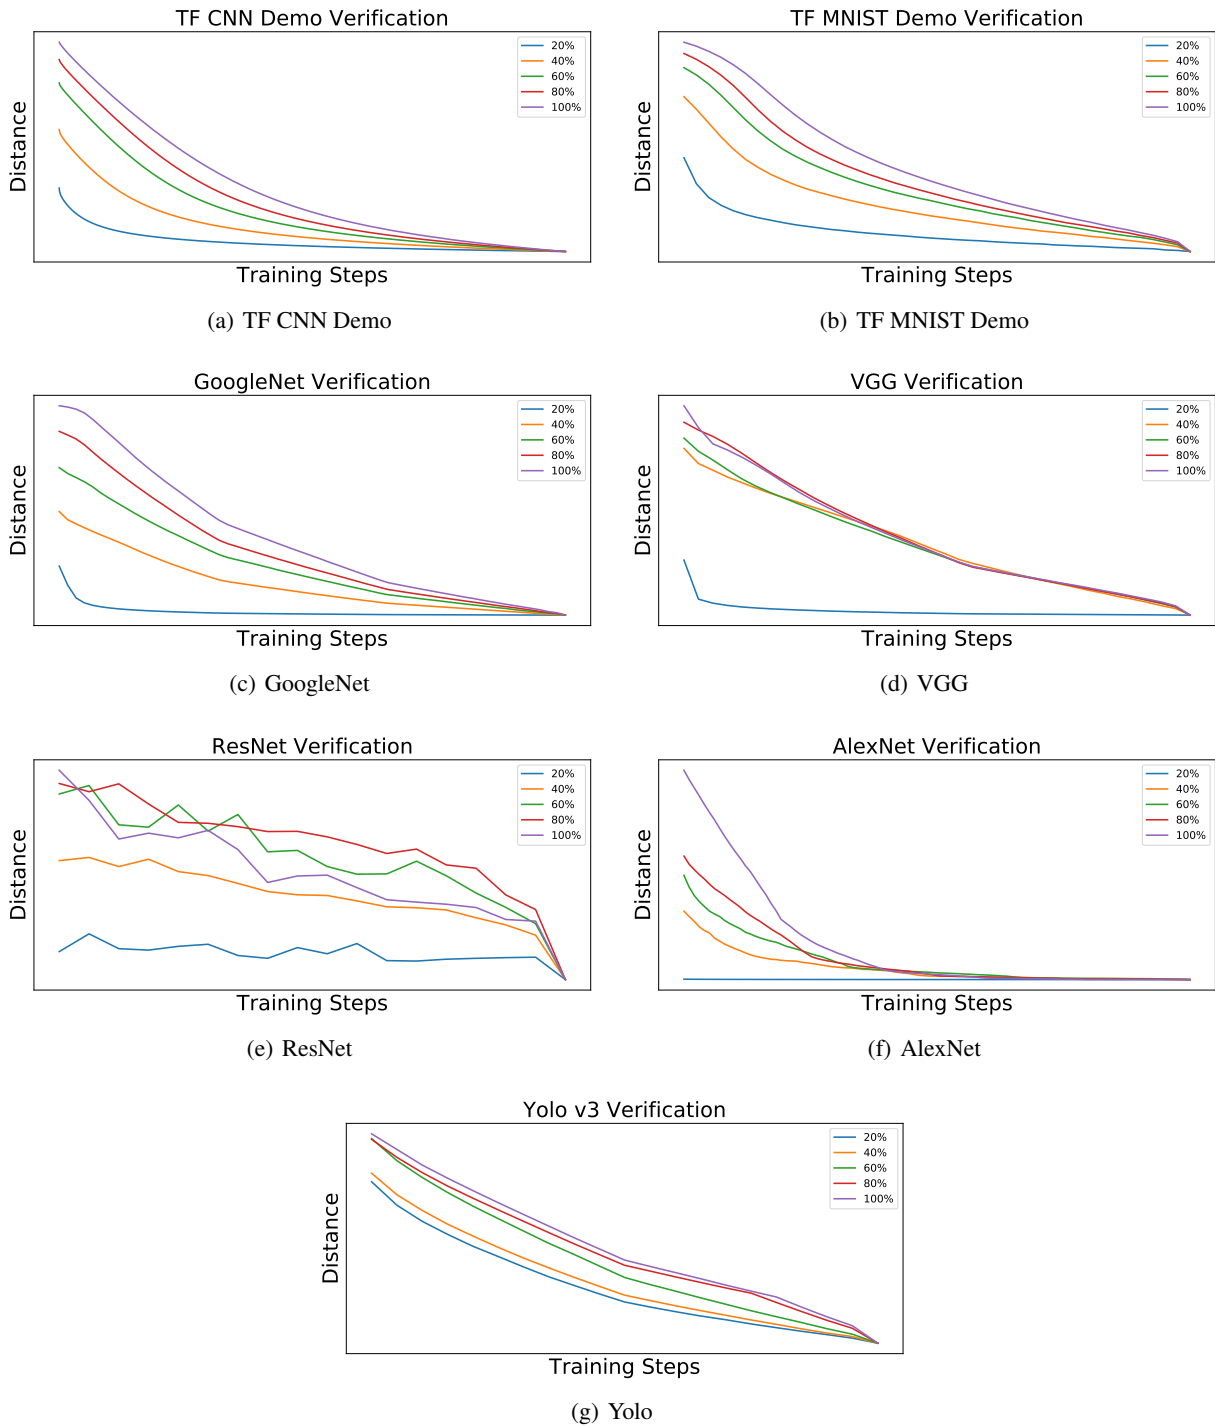 TF CNN Demo Verification
Distance
20%
40%
60%
80%
100%
Training Steps
(a) TF CNN Demo
TF MNIST Demo Verification
Distance
20%
40%
60%
80%
100%
Training Steps
(b) TF MNIST Demo
GoogleNet Verification
Distance
20%
40%
60%
80%
100%
Training Steps
(c) GoogleNet
VGG Verification
Distance
20%
40%
60%
80%
100%
Training Steps
(d) VGG
ResNet Verification
Distance
20%
40%
60%
80%
100%
Training Steps
(e) ResNet
AlexNet Verification
Distance
20%
40%
60%
80%
100%
Training Steps
(f) AlexNet
Yolo v3 Verification
Distance
20%
40%
60%
80%
100%
Training Steps
(g) Yolo